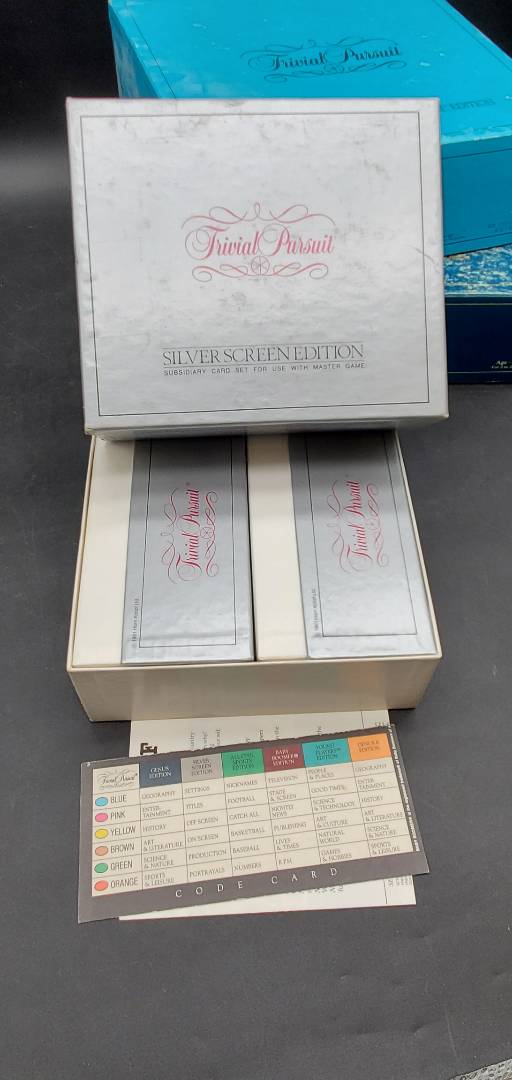 Trivial Pursuit
EDITION
Trivial Pursuit
SILVER SCREEN EDITION
SUBSIDIARY CARD SET FOR USE WITH MASTER GAME
Age
Trivial Pursuit
Trivial Pursuit
Trivial Pursuit
GENUS EDITION
SILVER SCREEN EDITION
ALL-STAR SPORTS EDITION
BABY BOOMER EDITION
POCKET PLAYERS EDITION
GENUS II EDITION
BLUE GEOGRAPHY SETTINGS NICKNAMES TELEVISION PEOPLE & PLACES GEOGRAPHY
PINK ENTERTAINMENT TITLES FOOTBALL STAGE & SCREEN GOOD TIMES ENTERTAINMENT
YELLOW HISTORY OFF SCREEN CATCH ALL NIGHTLY NEWS SCIENCE & TECHNOLOGY HISTORY
BROWN ART & LITERATURE ON SCREEN BASKETBALL PUBLISHING ART & CULTURE ART & LITERATURE
GREEN SCIENCE & NATURE PRODUCTION BASEBALL LIVES & TIMES NATURAL WORLD SCIENCE & NATURE
ORANGE SPORTS & LEISURE PORTRAYALS NUMBERS R.P.M. GAMES & HOBBIES SPORTS & LEISURE
CODE CARD